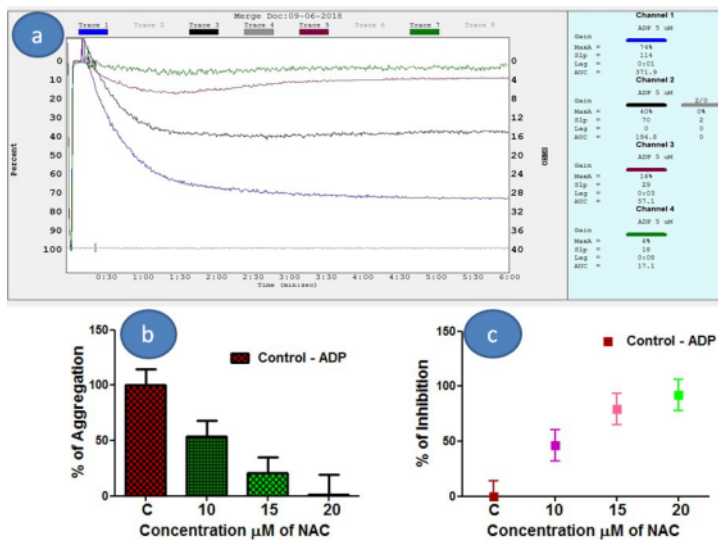 a
Merge Doc:09-06-2018
Trace 1 Trace 2 Trace 3 Trace 4 Trace 5 Trace 6 Trace 7 Trace 8
0 0
10 4
20 8
30 12
40 16
50 20
60 24
70 28
80 32
90 36
100 40
Percent
0:30 1:00 1:30 2:00 2:30 3:00 3:30 4:00 4:30 5:00 5:30 6:00
Time (min:sec)
Channel 1
ADP 5 uM
Gain
MaxA = 74%
Slp = 114
Lag = 0:01
AUC = 371.9
Channel 2
ADP 5 uM
Gain
MaxA = 40% 0%
Slp = 70 2
Lag = 0 0
AUC = 194.8 0
Channel 3
ADP 5 uM
Gain
MaxA = 16%
Slp = 29
Lag = 0:03
AUC = 57.1
Channel 4
ADP 5 uM
Gain
MaxA = 6%
Slp = 18
Lag = 0:08
AUC = 17.1
b
% of Aggregation
150
100
50
0
Control - ADP
C 10 15 20
Concentration µM of NAC
c
% of Inhibition
150
100
50
0
Control - ADP
C 10 15 20
Concentration µM of NAC